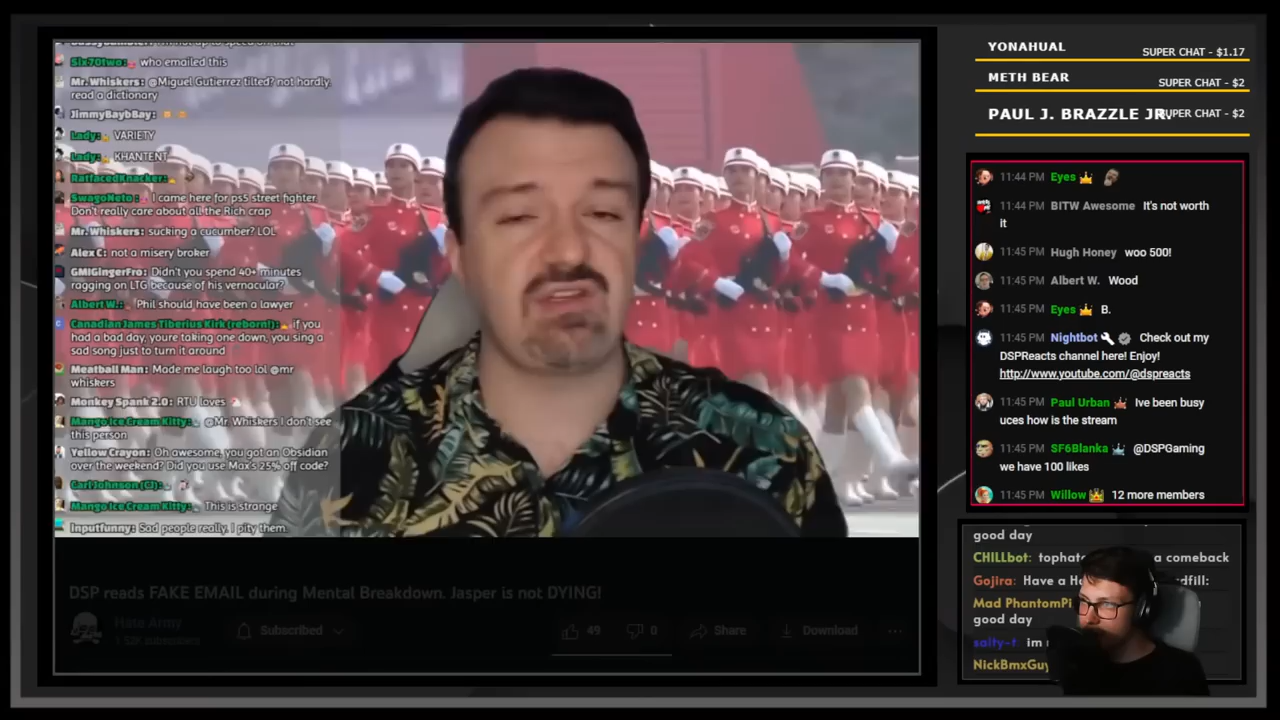 Six70two: who emailed this
Mr. Whiskers: @Miguel Gutierrez tilted? not hardly.
read a dictionary
JimmyBaybBay:
Lady: VARIETY
Lady: KHANTENT
RatfacedKnacker:
SwagoNeto: I came here for ps5 street fighter.
Don't really care about all the Rich crap
Mr. Whiskers: sucking a cucumber? LOL
Alex C: not a misery broker
GMIGingerFro: Didn't you spend 40+ minutes
ragging on LTG because of his vernacular?
Albert W.: Phil should have been a lawyer
Canadian James Tiberius Kirk (reborn!): if you
had a bad day, youre taking one down, you sing a
sad song just to turn it around
Meatball Man: Made me laugh too lol @mr
whiskers
Monkey Spank 2.0: RTU loves
Mango Ice Cream Kitty: @Mr. Whiskers I don't see
this person
Yellow Crayon: Oh awesome, you got an Obsidian
over the weekend? Did you use Max's 25% off code?
Carl Johnson (CJ):
Mango Ice Cream Kitty: This is strange
Inputfunny: Sad people really. I pity them.
DSP reads FAKE EMAIL during Mental Breakdown. Jasper is not DYING!
Hate Army
Subscribed
49
0
Share
Download
YONAHUAL SUPER CHAT - $1.17
METH BEAR SUPER CHAT - $2
PAUL J. BRAZZLE JR. SUPER CHAT - $2
11:44 PM Eyes
11:44 PM BITW Awesome It's not worth
it
11:45 PM Hugh Honey woo 500!
11:45 PM Albert W. Wood
11:45 PM Eyes B.
11:45 PM Nightbot Check out my
DSPReacts channel here! Enjoy!
http://www.youtube.com/@dspreacts
11:45 PM Paul Urban Ive been busy
uces how is the stream
11:45 PM SF6Blanka @DSPGaming
we have 100 likes
11:45 PM Willow 12 more members
good day
CHILLbot: a comeback
Gojira: Have a
Mad
good day
salty-t: im
NickBmxGuy